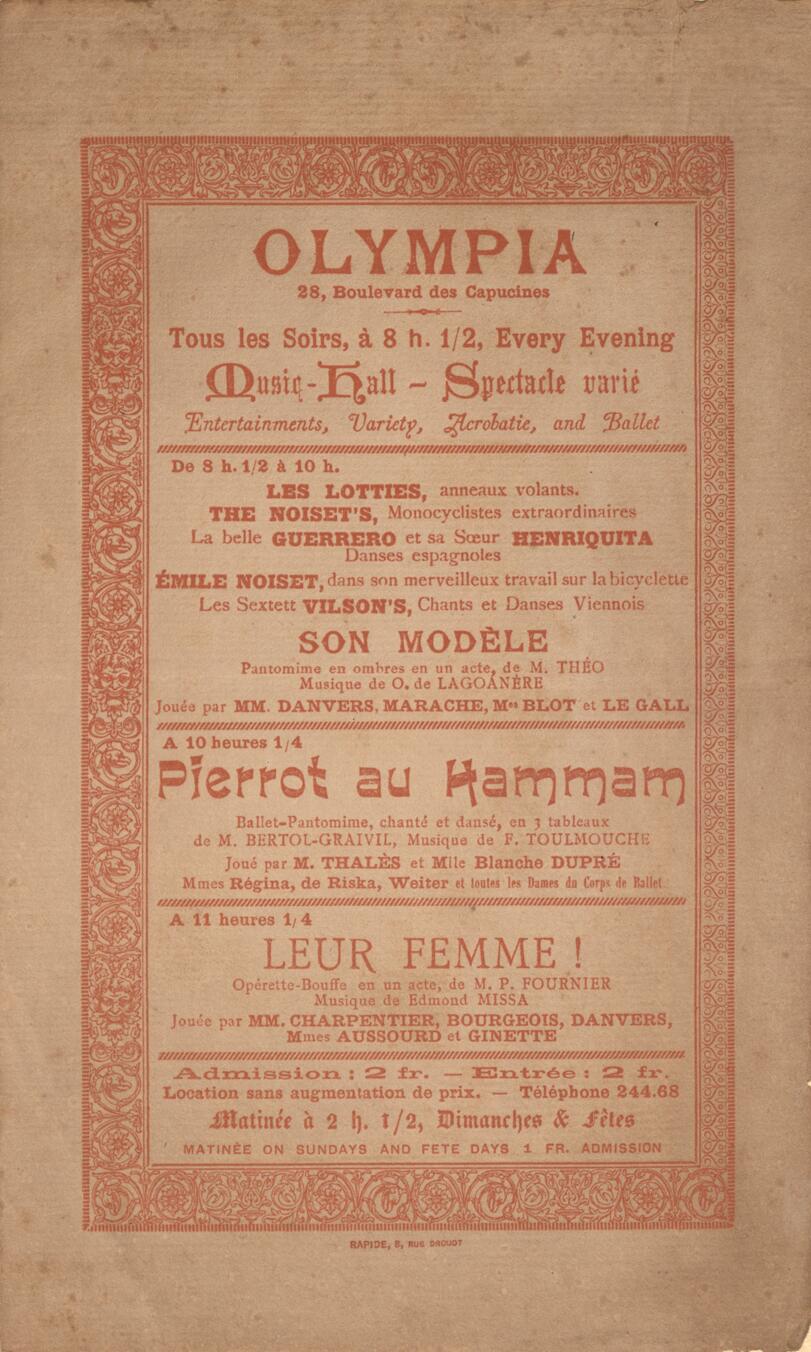 OLYMPIA
28, Boulevard des Capucines
Tous les Soirs, à 8 h. 1/2, Every Evening
Musiq-Hall – Spectacle varié
Entertainments, Variety, Acrobatie, and Ballet
De 8 h. 1/2 à 10 h.
LES LOTTIES, anneaux volants.
THE NOISET'S, Monocyclistes extraordinaires
La belle GUERRERO et sa Sœur HENRIQUITA
Danses espagnoles
ÉMILE NOISET, dans son merveilleux travail sur la bicyclette
Les Sextett VILSON'S, Chants et Danses Viennois
SON MODÈLE
Pantomime en ombres en un acte, de M. THÉO
Musique de O. de LAGOANÈRE
Jouée par MM. DANVERS, MARACHE, Mes BLOT et LE GALL
A 10 heures 1/4
Pierrot au Hammam
Ballet-Pantomime, chanté et dansé, en 3 tableaux
de M. BERTOL-GRAIVIL, Musique de F. TOULMOUCHE
Joué par M. THALÈS et Mlle Blanche DUPRÉ
Mmes Régina, de Riska, Weiter et toutes les Dames du Corps de Ballet
A 11 heures 1/4
LEUR FEMME !
Opérette-Bouffe en un acte, de M. P. FOURNIER
Musique de Edmond MISSA
Jouée par MM. CHARPENTIER, BOURGEOIS, DANVERS,
Mmes AUSSOURD et GINETTE
Admission : 2 fr. — Entrée : 2 fr.
Location sans augmentation de prix. — Téléphone 244.68
Matinée à 2 h. 1/2, Dimanches & Fêtes
MATINÉE ON SUNDAYS AND FETE DAYS 1 FR. ADMISSION
RAPIDE, 8, RUE DROUOT